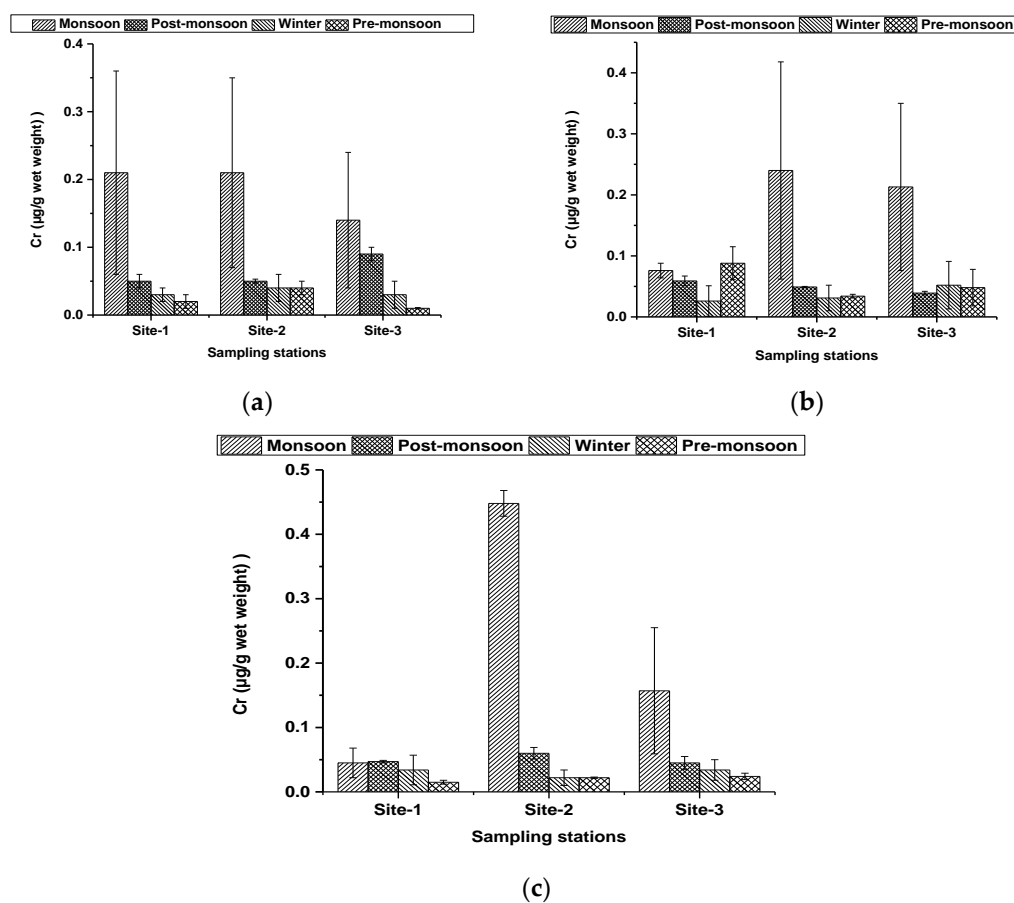 Monsoon Post-monsoon Winter Pre-monsoon
0.4
0.3
0.2
0.1
0.0
Cr (µg/g wet weight) )
Site-1 Site-2 Site-3
Sampling stations
(a)
Monsoon Post-monsoon Winter Pre-monsoon
0.4
0.3
0.2
0.1
0.0
Cr (µg/g wet weight) )
Site-1 Site-2 Site-3
Sampling stations
(b)
Monsoon Post-monsoon Winter Pre-monsoon
0.5
0.4
0.3
0.2
0.1
0.0
Cr (µg/g wet weight) )
Site-1 Site-2 Site-3
Sampling stations
(c)